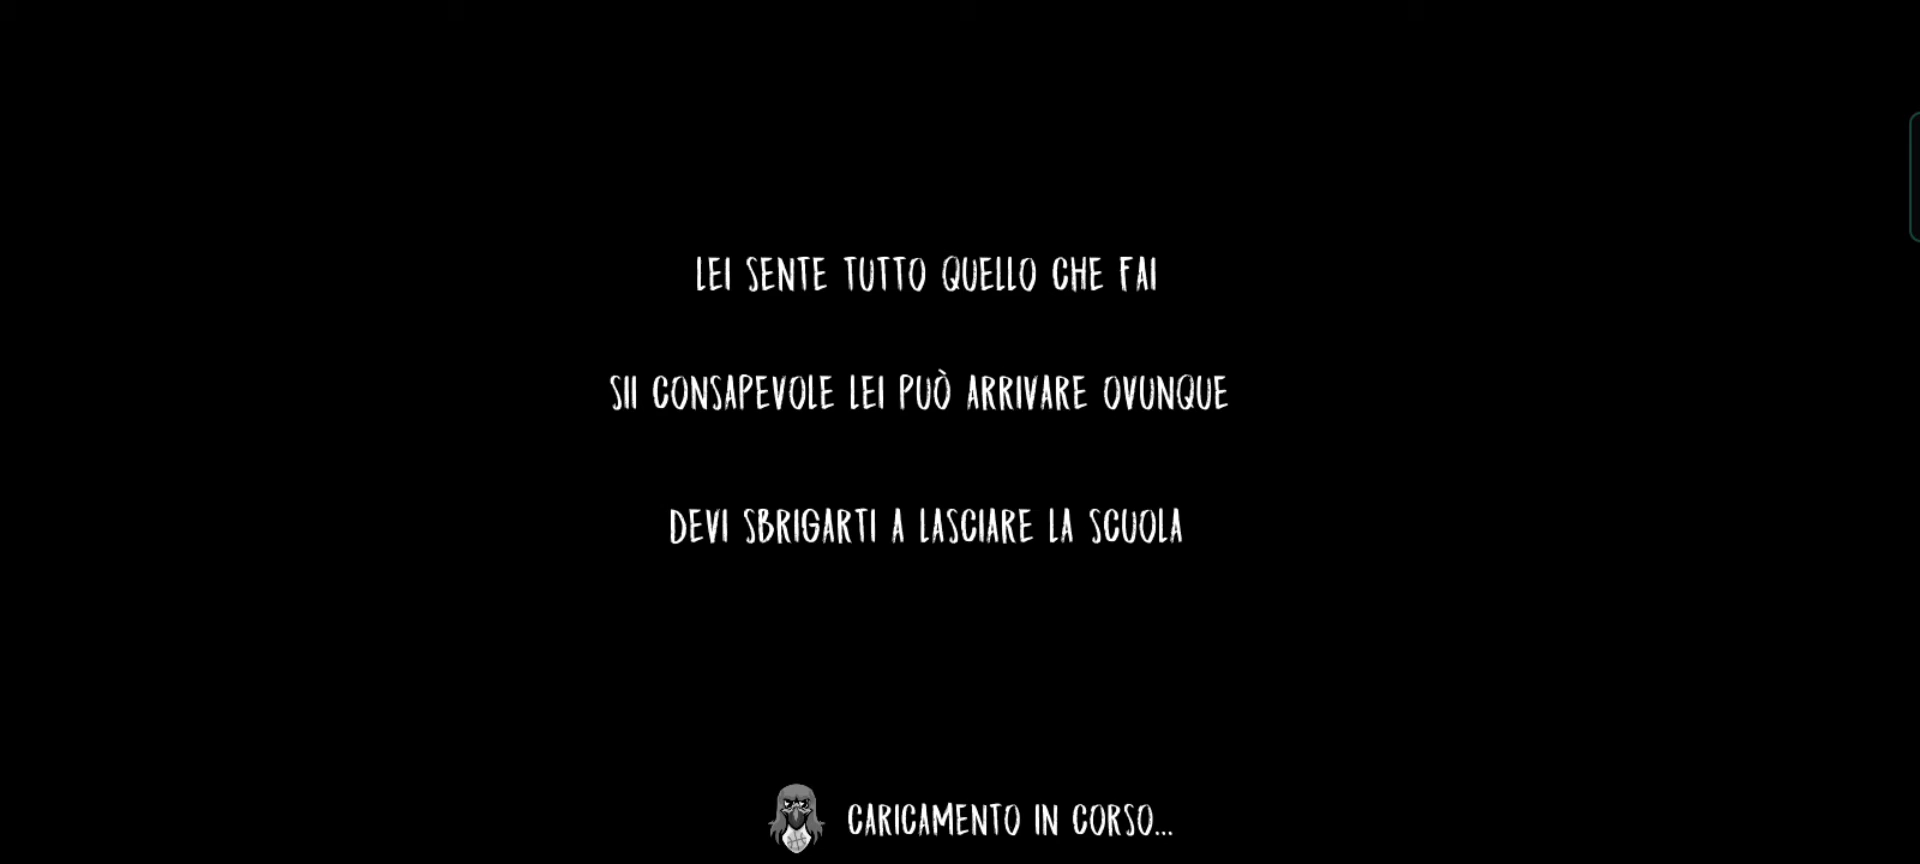 LEI SENTE TUTTO QUELLO CHE FAI
SII CONSAPEVOLE LEI PUÒ ARRIVARE OVUNQUE
DEVI SBRIGARTI A LASCIARE LA SCUOLA
CARICAMENTO IN CORSO...